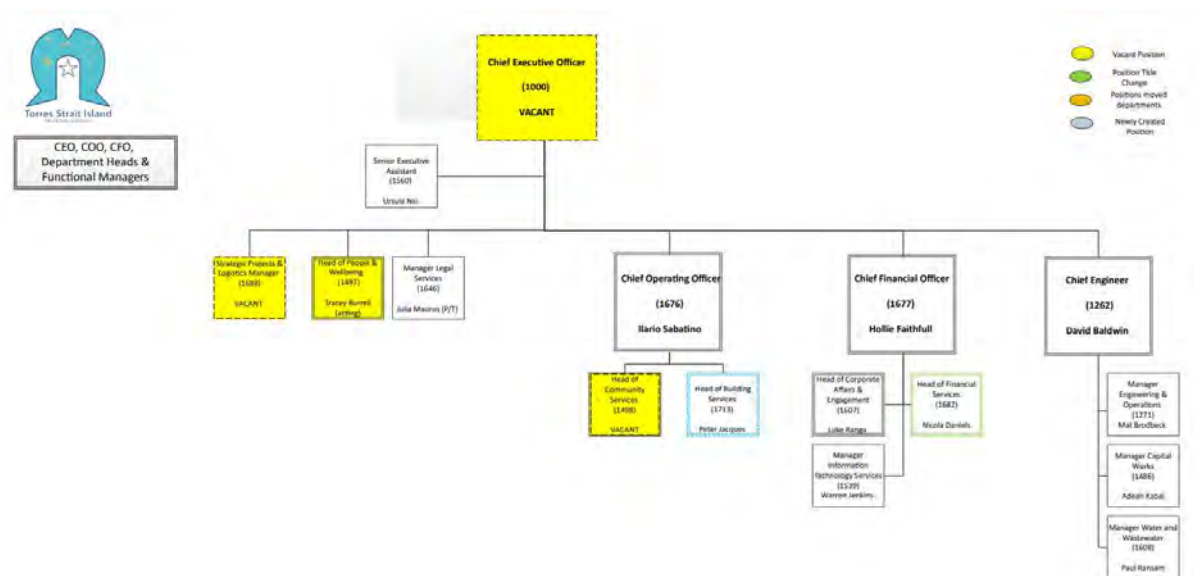 Torres Strait Island
CEO, COO, CFO,
Department Heads &
Functional Managers
Chief Executive Officer
(1000)
VACANT
Vacant Position
Position Title
Change
Positions moved
departments
Newly Created
Position
Senior Executive
Assistant
(1560)
Ursula Nai
Strategic Projects &
Logistics Manager
VACANT
Head of People &
Wellbeing
(1497)
Tracey Burrell
(acting)
Manager Legal
Services
(1646)
Julia Maurus (P/T)
Chief Operating Officer
(1676)
Ilario Sabatino
Chief Financial Officer
(1677)
Hollie Faithfull
Chief Engineer
(1262)
David Baldwin
Head of
Community
Services
(1498)
VACANT
Head of Building
Services
(1713)
Peter Jacques
Head of Corporate
Affairs &
Engagement
(1607)
Luke Ranga
Head of Financial
Services
(1682)
Nicola Daniels
Manager
Information
Technology Services
(1539)
Warren Jenkins
Manager
Engineering &
Operations
(1271)
Mat Brodbeck
Manager Capital
Works
(1486)
Adeah Kabai
Manager Water and
Wastewater
Paul Ransam